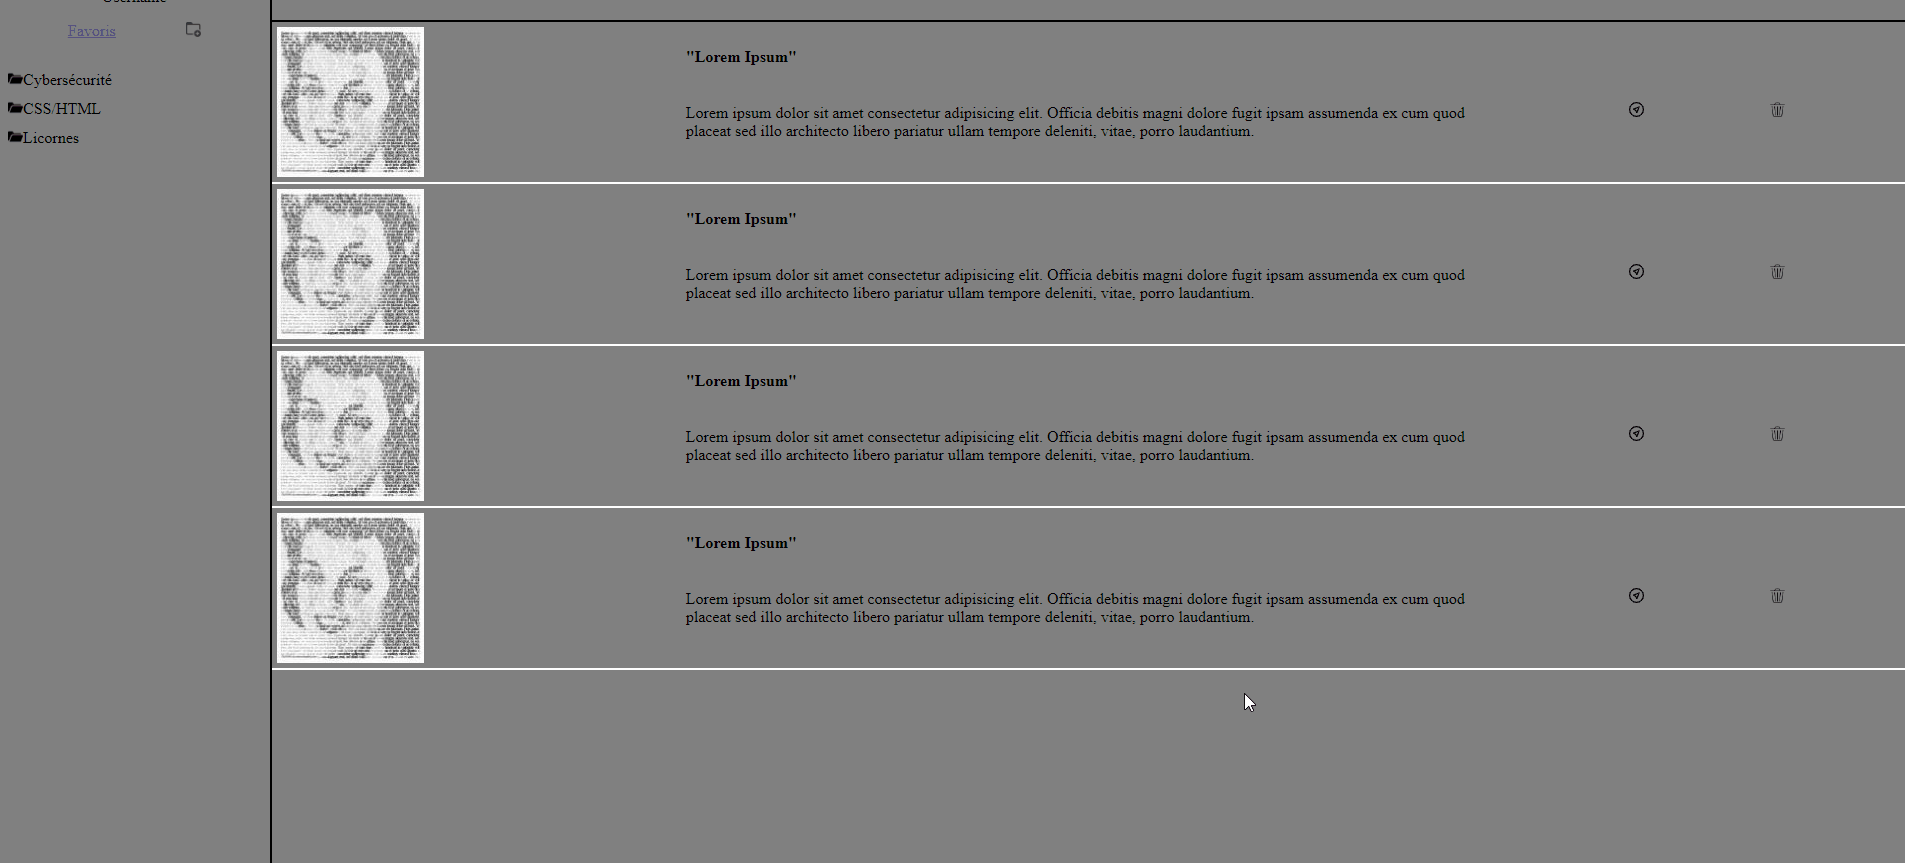 Username
Favoris
Cybersécurité
CSS/HTML
Licornes
"Lorem Ipsum"
Lorem ipsum dolor sit amet consectetur adipisicing elit. Officia debitis magni dolore fugit ipsam assumenda ex cum quod
placeat sed illo architecto libero pariatur ullam tempore deleniti, vitae, porro laudantium.
"Lorem Ipsum"
Lorem ipsum dolor sit amet consectetur adipisicing elit. Officia debitis magni dolore fugit ipsam assumenda ex cum quod
placeat sed illo architecto libero pariatur ullam tempore deleniti, vitae, porro laudantium.
"Lorem Ipsum"
Lorem ipsum dolor sit amet consectetur adipisicing elit. Officia debitis magni dolore fugit ipsam assumenda ex cum quod
placeat sed illo architecto libero pariatur ullam tempore deleniti, vitae, porro laudantium.
"Lorem Ipsum"
Lorem ipsum dolor sit amet consectetur adipisicing elit. Officia debitis magni dolore fugit ipsam assumenda ex cum quod
placeat sed illo architecto libero pariatur ullam tempore deleniti, vitae, porro laudantium.